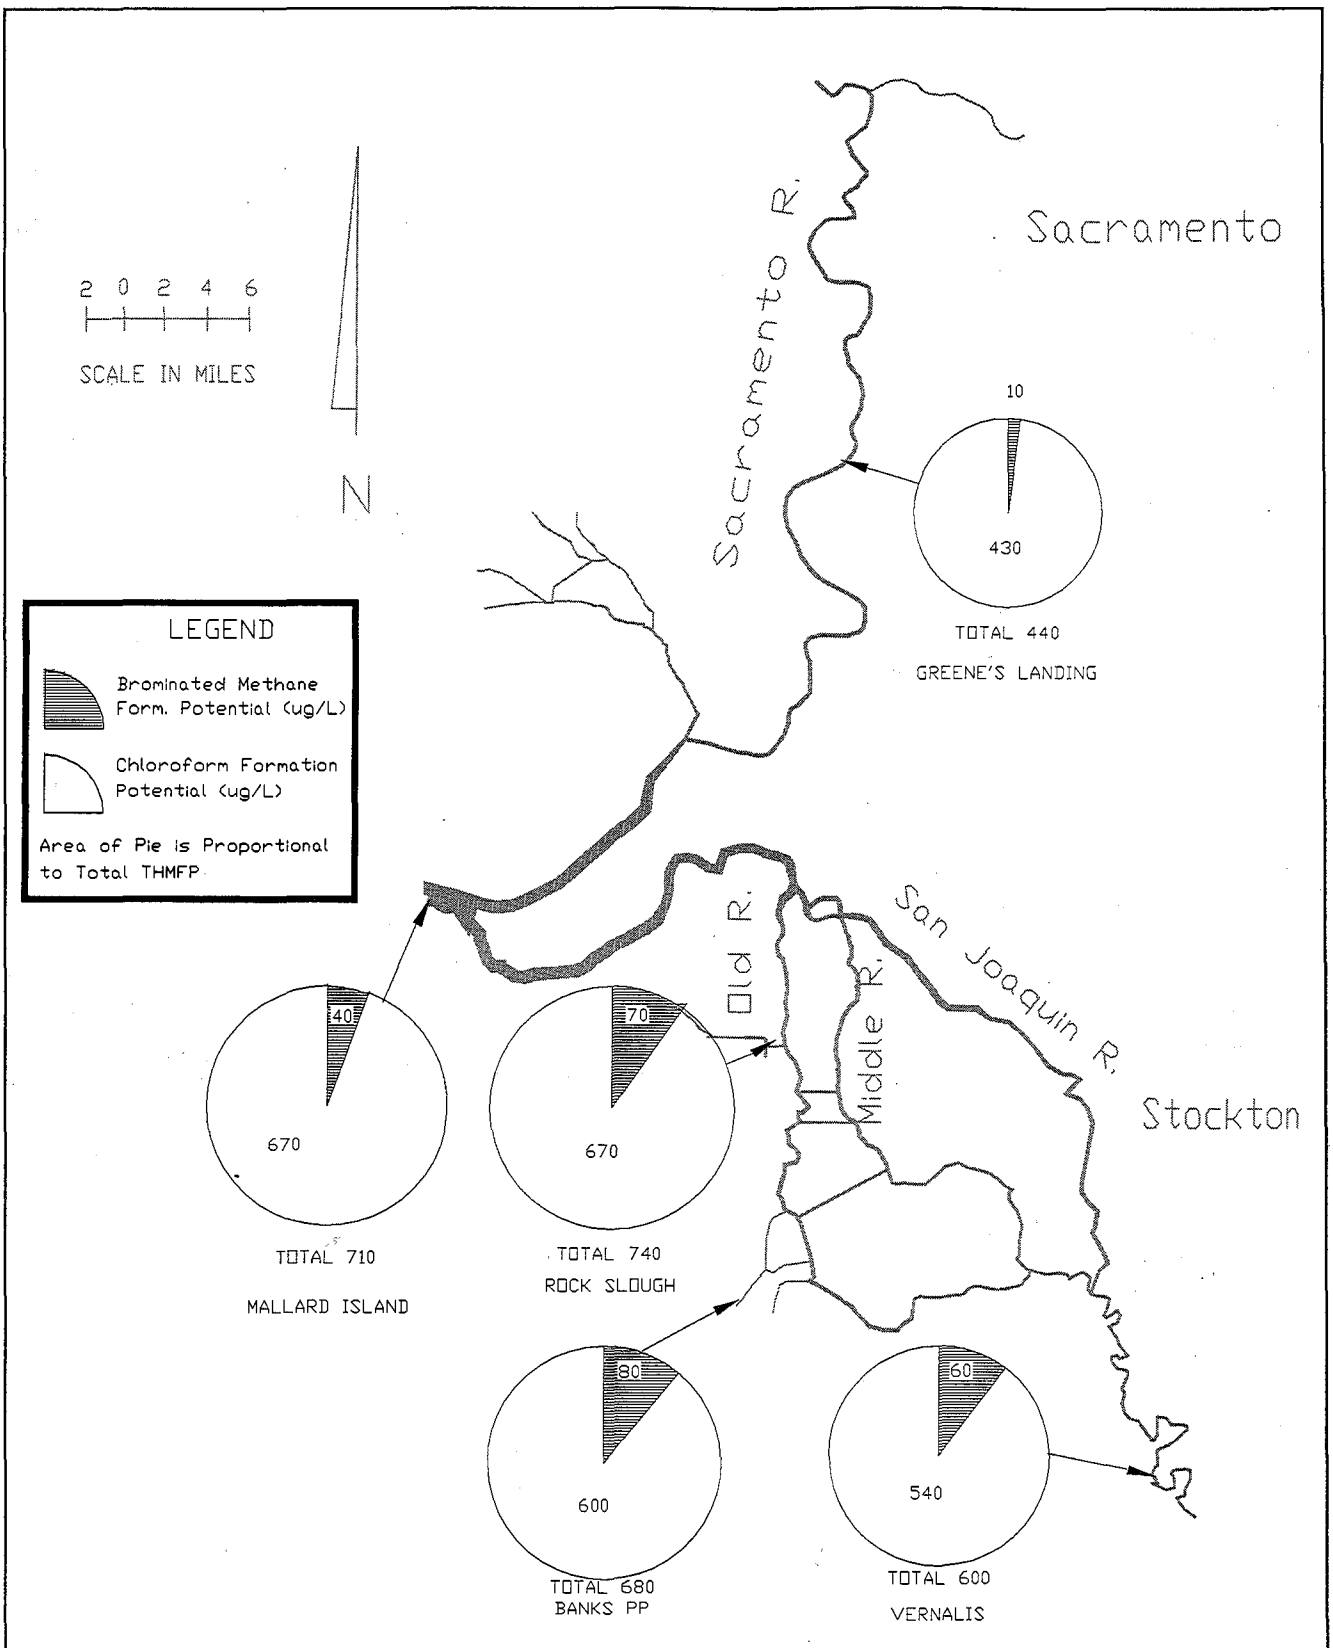 Sacramento R.
Sacramento
2 0 2 4 6
SCALE IN MILES
N
10
430
TOTAL 440
GREENE'S LANDING
LEGEND
Brominated Methane
Form. Potential (ug/L)
Chloroform Formation
Potential (ug/L)
Area of Pie is Proportional
to Total THMFP
Old R.
Middle R.
San Joaquin R.
Stockton
40
670
TOTAL 710
MALLARD ISLAND
70
670
TOTAL 740
ROCK SLOUGH
80
600
TOTAL 680
BANKS PP
60
540
TOTAL 600
VERNALIS